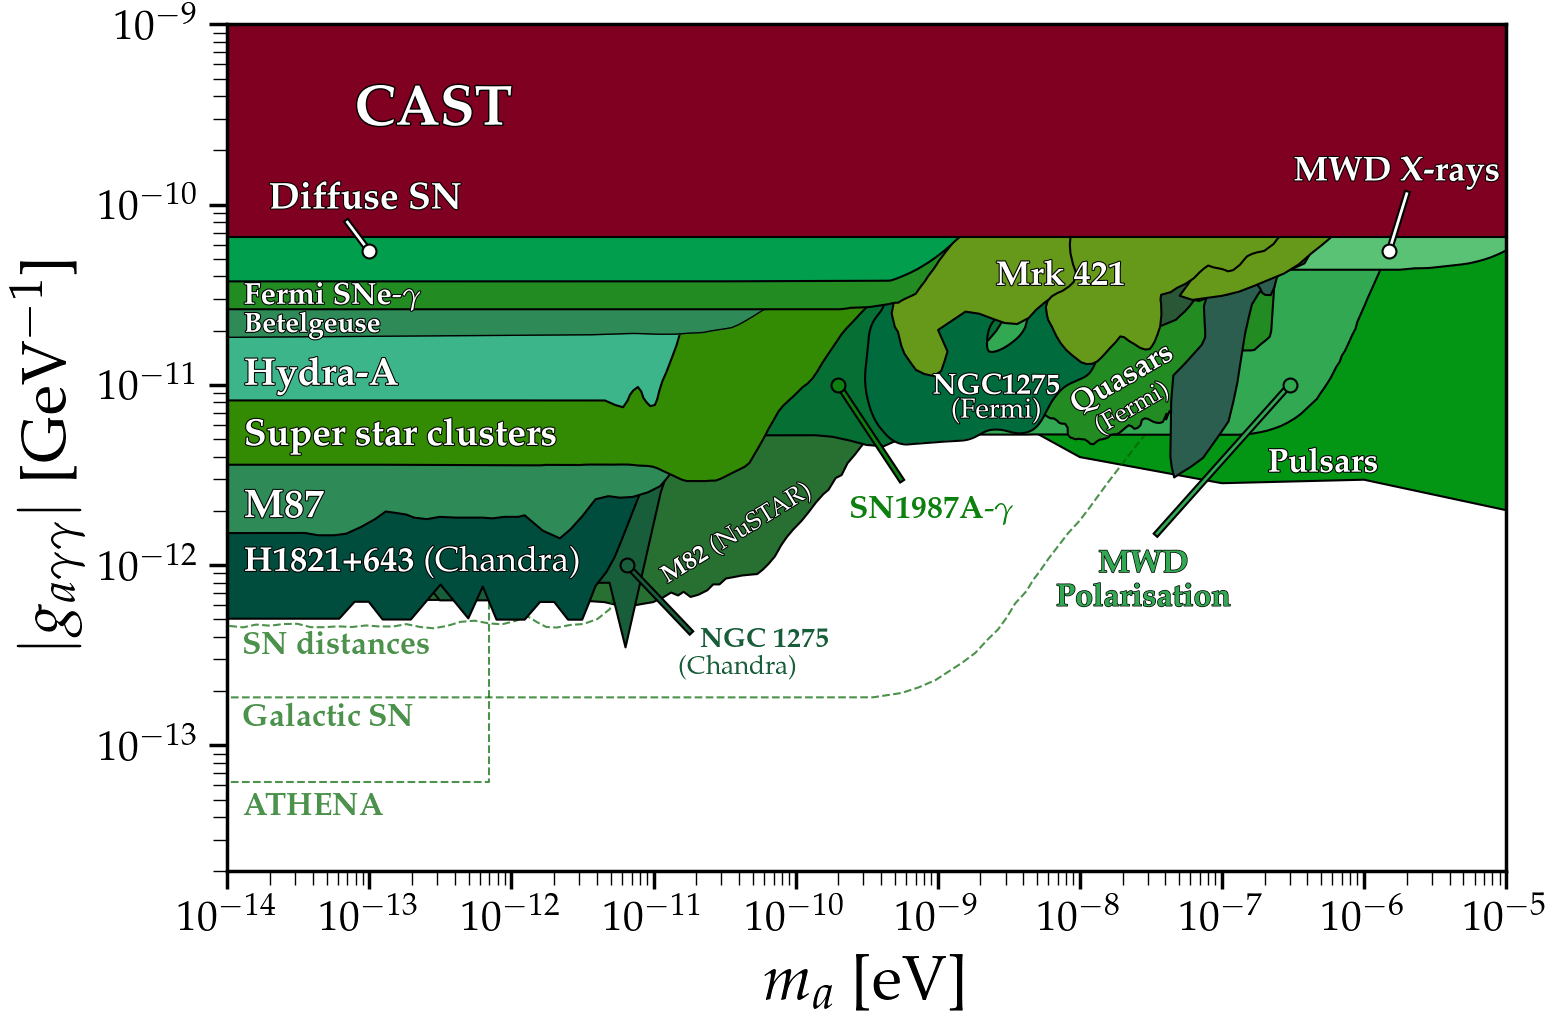 10⁻⁹
CAST
MWD X-rays
Diffuse SN
10⁻¹⁰
Mrk 421
Fermi SNe-γ
Betelgeuse
Hydra-A
10⁻¹¹
NGC1275
(Fermi)
Quasars
(Fermi)
Super star clusters
Pulsars
M87
SN1987A-γ
M82 (NuSTAR)
H1821+643 (Chandra)
10⁻¹²
MWD
Polarisation
SN distances
NGC 1275
(Chandra)
Galactic SN
10⁻¹³
ATHENA
|g_{aγγ}| [GeV⁻¹]
10⁻¹⁴ 10⁻¹³ 10⁻¹² 10⁻¹¹ 10⁻¹⁰ 10⁻⁹ 10⁻⁸ 10⁻⁷ 10⁻⁶ 10⁻⁵
m_a [eV]